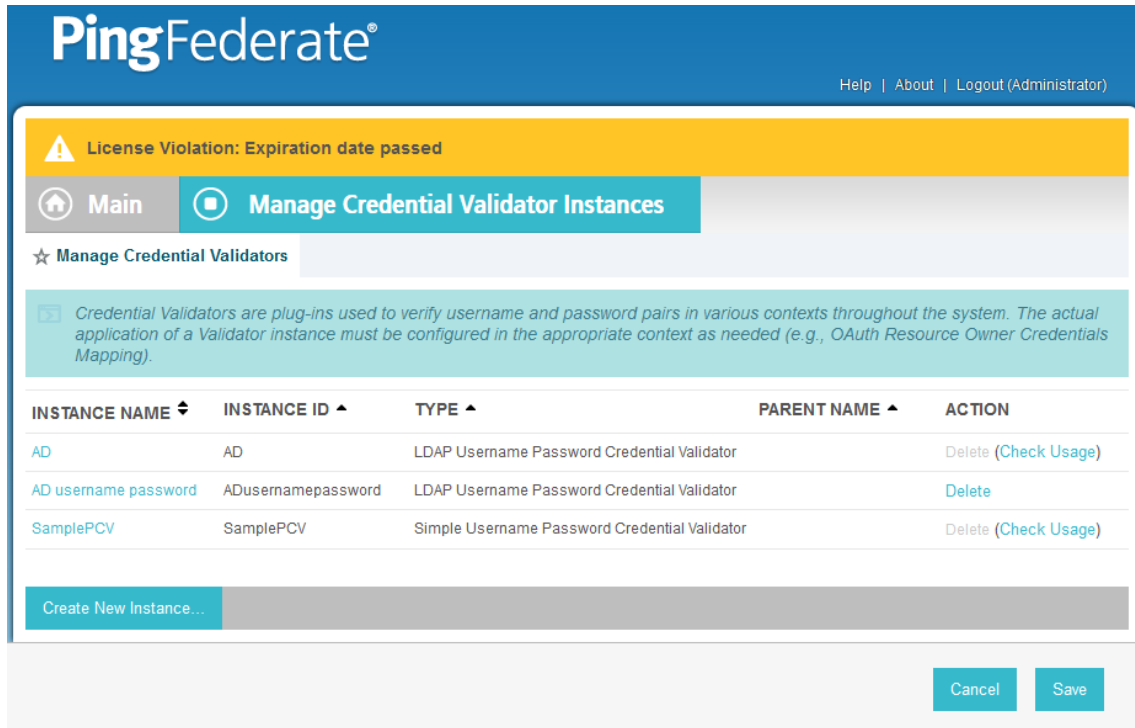 PingFederate®
Help | About | Logout (Administrator)
License Violation: Expiration date passed
Main Manage Credential Validator Instances
Manage Credential Validators
Credential Validators are plug-ins used to verify username and password pairs in various contexts throughout the system. The actual
application of a Validator instance must be configured in the appropriate context as needed (e.g., OAuth Resource Owner Credentials
Mapping).
INSTANCE NAME INSTANCE ID TYPE PARENT NAME ACTION
AD AD LDAP Username Password Credential Validator Delete (Check Usage)
AD username password ADusernamepassword LDAP Username Password Credential Validator Delete
SamplePCV SamplePCV Simple Username Password Credential Validator Delete (Check Usage)
Create New Instance...
Cancel Save